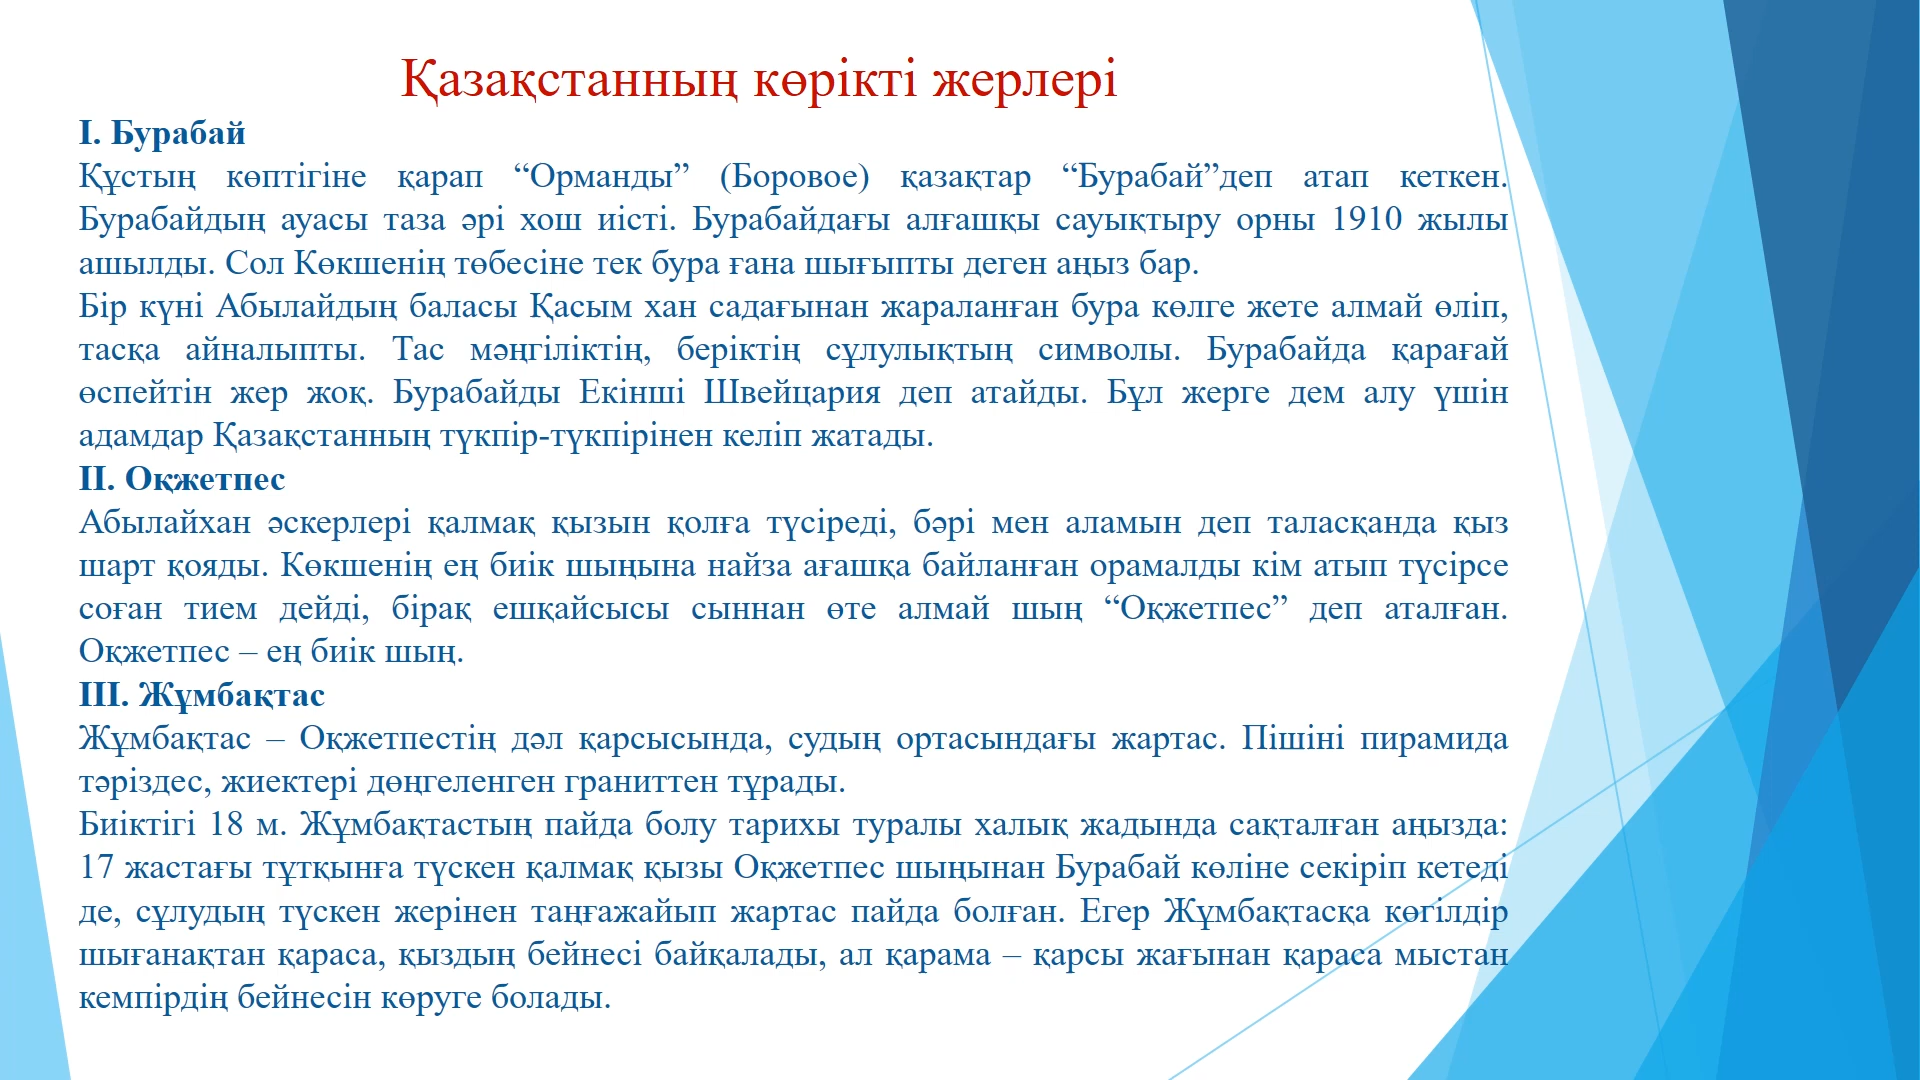 Қазақстанның көрікті жерлері
I. Бурабай
Құстың көптігіне қарап “Орманды” (Боровое) қазақтар “Бурабай”деп атап кеткен.
Бурабайдың ауасы таза әрі хош иісті. Бурабайдағы алғашқы сауықтыру орны 1910 жылы
ашылды. Сол Көкшенің төбесіне тек бура ғана шығыпты деген аңыз бар.
Бір күні Абылайдың баласы Қасым хан садағынан жараланған бура көлге жете алмай өліп,
тасқа айналыпты. Тас мәңгіліктің, беріктің сұлулықтың символы. Бурабайда қарағай
өспейтін жер жоқ. Бурабайды Екінші Швейцария деп атайды. Бұл жерге дем алу үшін
адамдар Қазақстанның түкпір-түкпірінен келіп жатады.
II. Оқжетпес
Абылайхан әскерлері қалмақ қызын қолға түсіреді, бәрі мен аламын деп таласқанда қыз
шарт қояды. Көкшенің ең биік шыңына найза ағашқа байланған орамалды кім атып түсірсе
соған тием дейді, бірақ ешқайсысы сыннан өте алмай шың “Оқжетпес” деп аталған.
Оқжетпес – ең биік шың.
III. Жұмбақтас
Жұмбақтас – Оқжетпестің дәл қарсысында, судың ортасындағы жартас. Пішіні пирамида
тәріздес, жиектері дөңгеленген граниттен тұрады.
Биіктігі 18 м. Жұмбақтастың пайда болу тарихы туралы халық жадында сақталған аңызда:
17 жастағы тұтқынға түскен қалмақ қызы Оқжетпес шыңынан Бурабай көліне секіріп кетеді
де, сұлудың түскен жерінен таңғажайып жартас пайда болған. Егер Жұмбақтасқа көгілдір
шығанақтан қараса, қыздың бейнесі байқалады, ал қарама – қарсы жағынан қараса мыстан
кемпірдің бейнесін көруге болады.